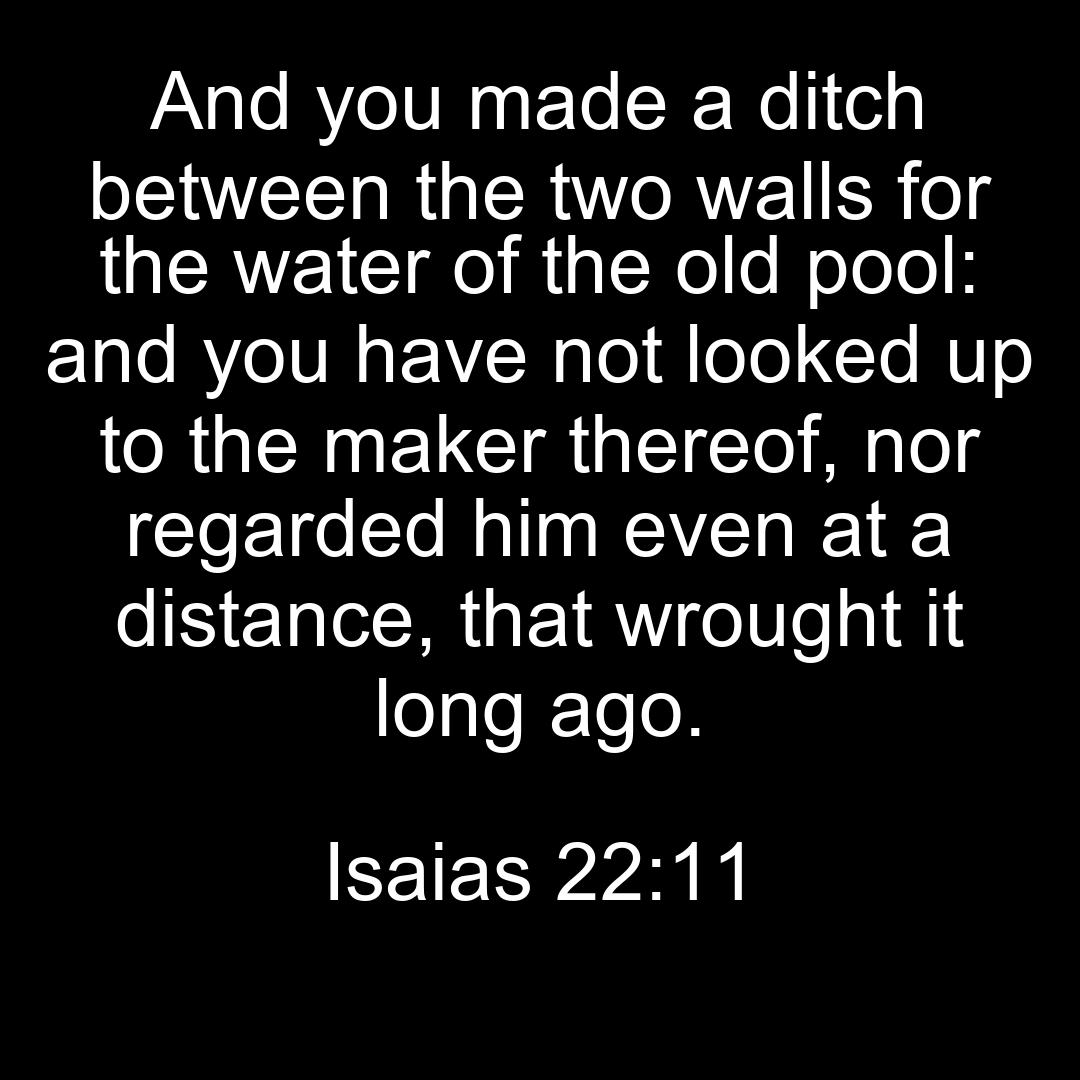 And you made a ditch
between the two walls for
the water of the old pool:
and you have not looked up
to the maker thereof, nor
regarded him even at a
distance, that wrought it
long ago.
Isaias 22:11